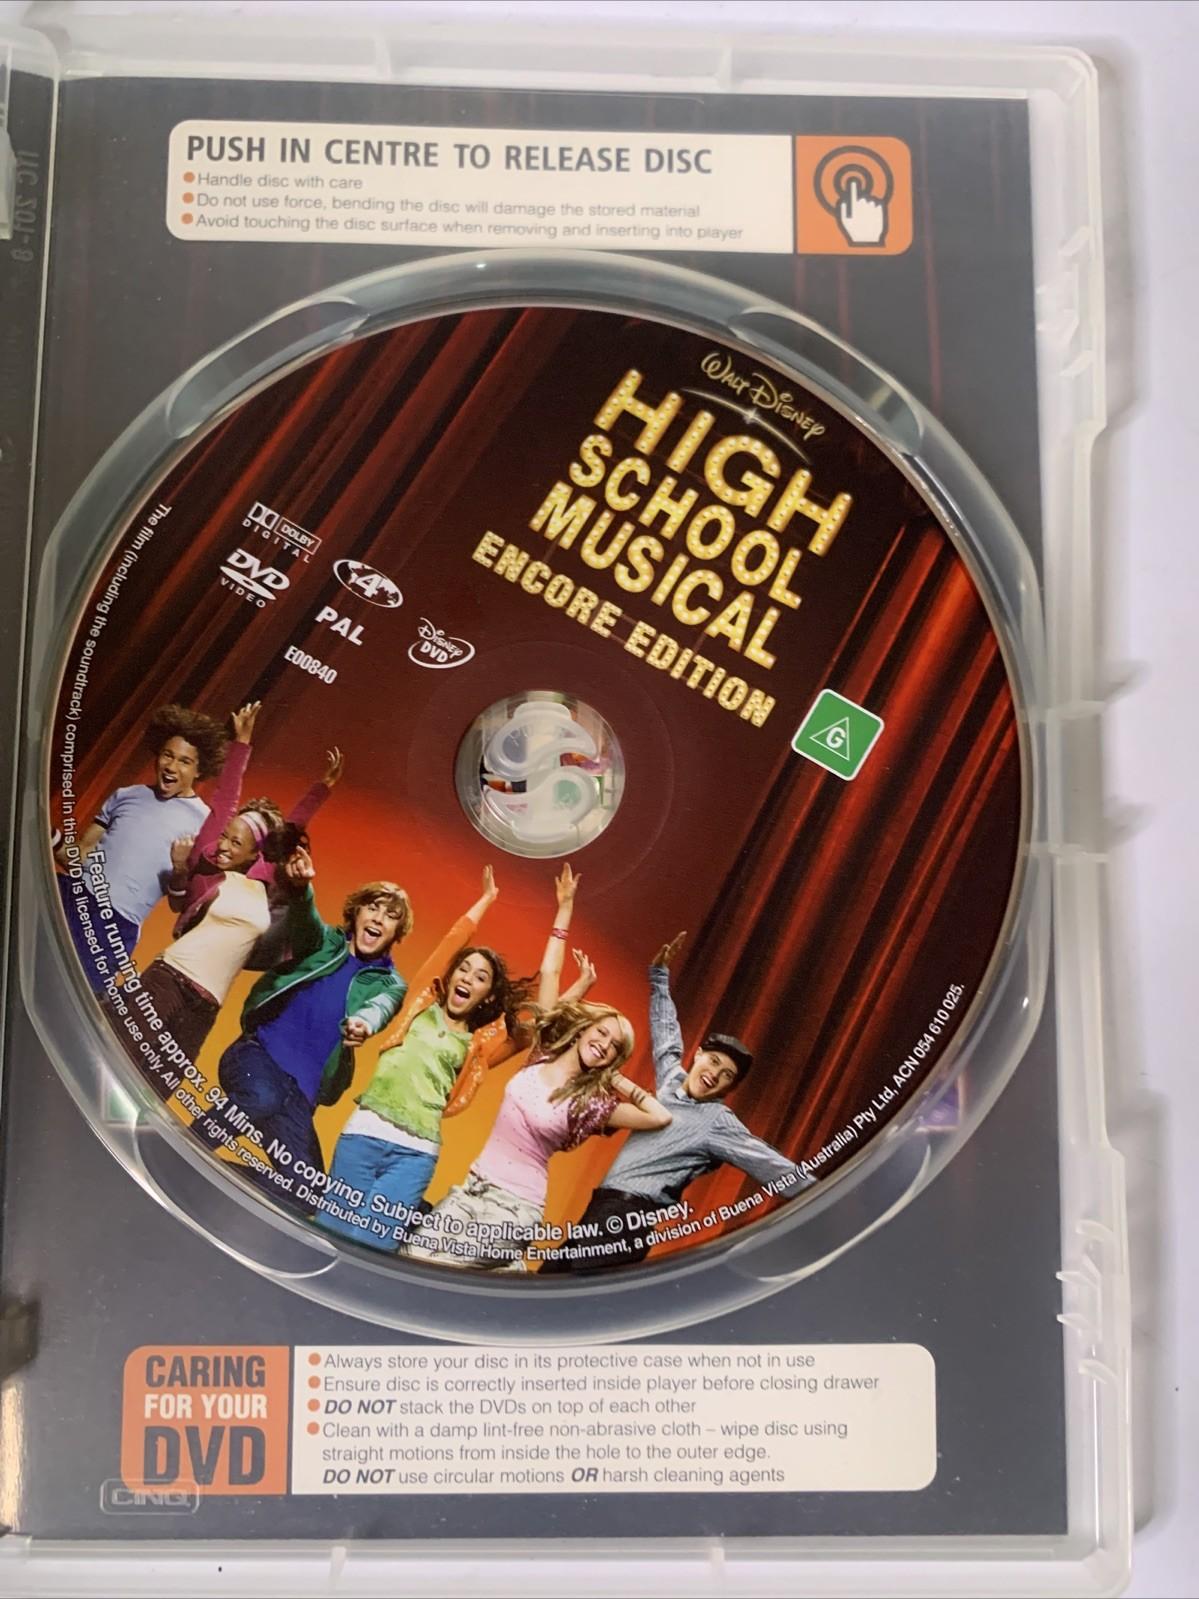 PUSH IN CENTRE TO RELEASE DISC
Handle disc with care
Do not use force, bending the disc will damage the stored material
Avoid touching the disc surface when removing and inserting into player
WALT DISNEY
HIGH
SCHOOL
MUSICAL
ENCORE EDITION
DOLBY
DIGITAL
DVD
VIDEO
4
PAL
DISNEY
DVD
E00840
G
Feature running time approx. 94 Mins. No copying. Subject to applicable law. © Disney.
The film (including the soundtrack) comprised in this DVD is licensed for home use only. All other rights reserved. Distributed by Buena Vista Home Entertainment, a division of Buena Vista (Australia) Pty Ltd, ACN 054 610 025.
CARING
FOR YOUR
DVD
CINQ
Always store your disc in its protective case when not in use
Ensure disc is correctly inserted inside player before closing drawer
DO NOT stack the DVDs on top of each other
Clean with a damp lint-free non-abrasive cloth – wipe disc using
straight motions from inside the hole to the outer edge.
DO NOT use circular motions OR harsh cleaning agents